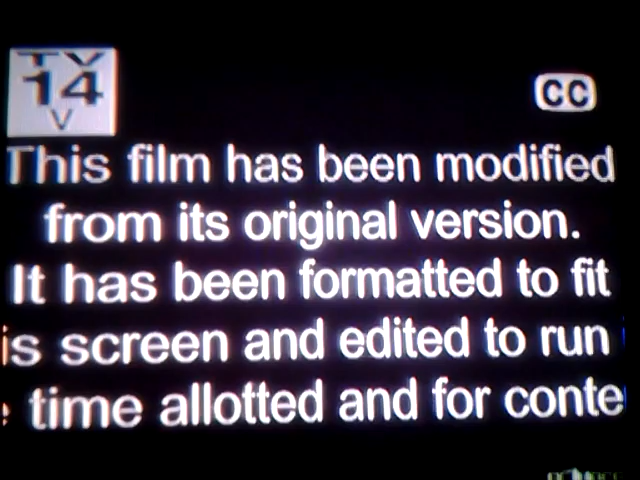 TV
14
V
CC
This film has been modified
from its original version.
It has been formatted to fit
is screen and edited to run
time allotted and for conte